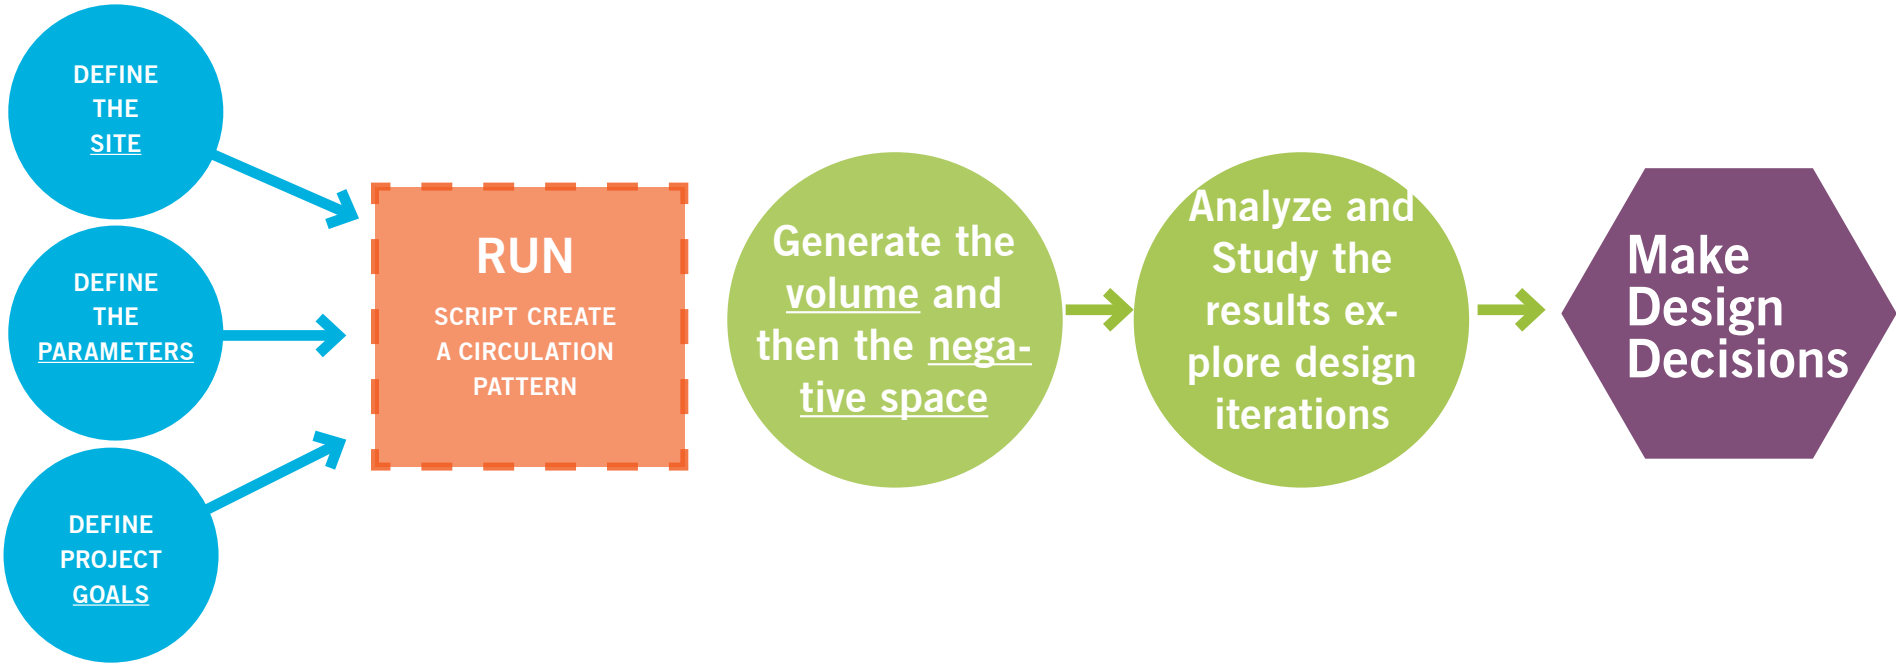 DEFINE
THE
SITE
DEFINE
THE
PARAMETERS
DEFINE
PROJECT
GOALS
RUN
SCRIPT CREATE
A CIRCULATION
PATTERN
Generate the
volume and
then the nega-
tive space
Analyze and
Study the
results ex-
plore design
iterations
Make
Design
Decisions